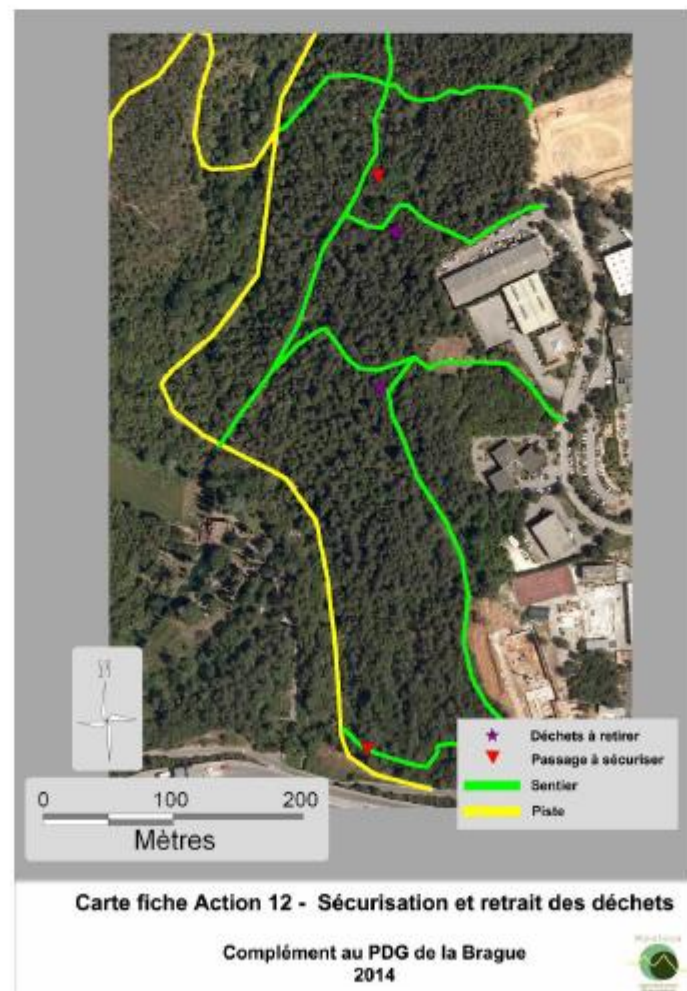 Déchets à retirer
Passage à sécuriser
Sentier
Piste
0 100 200
Mètres
Carte fiche Action 12 - Sécurisation et retrait des déchets
Complément au PDG de la Brague
2014